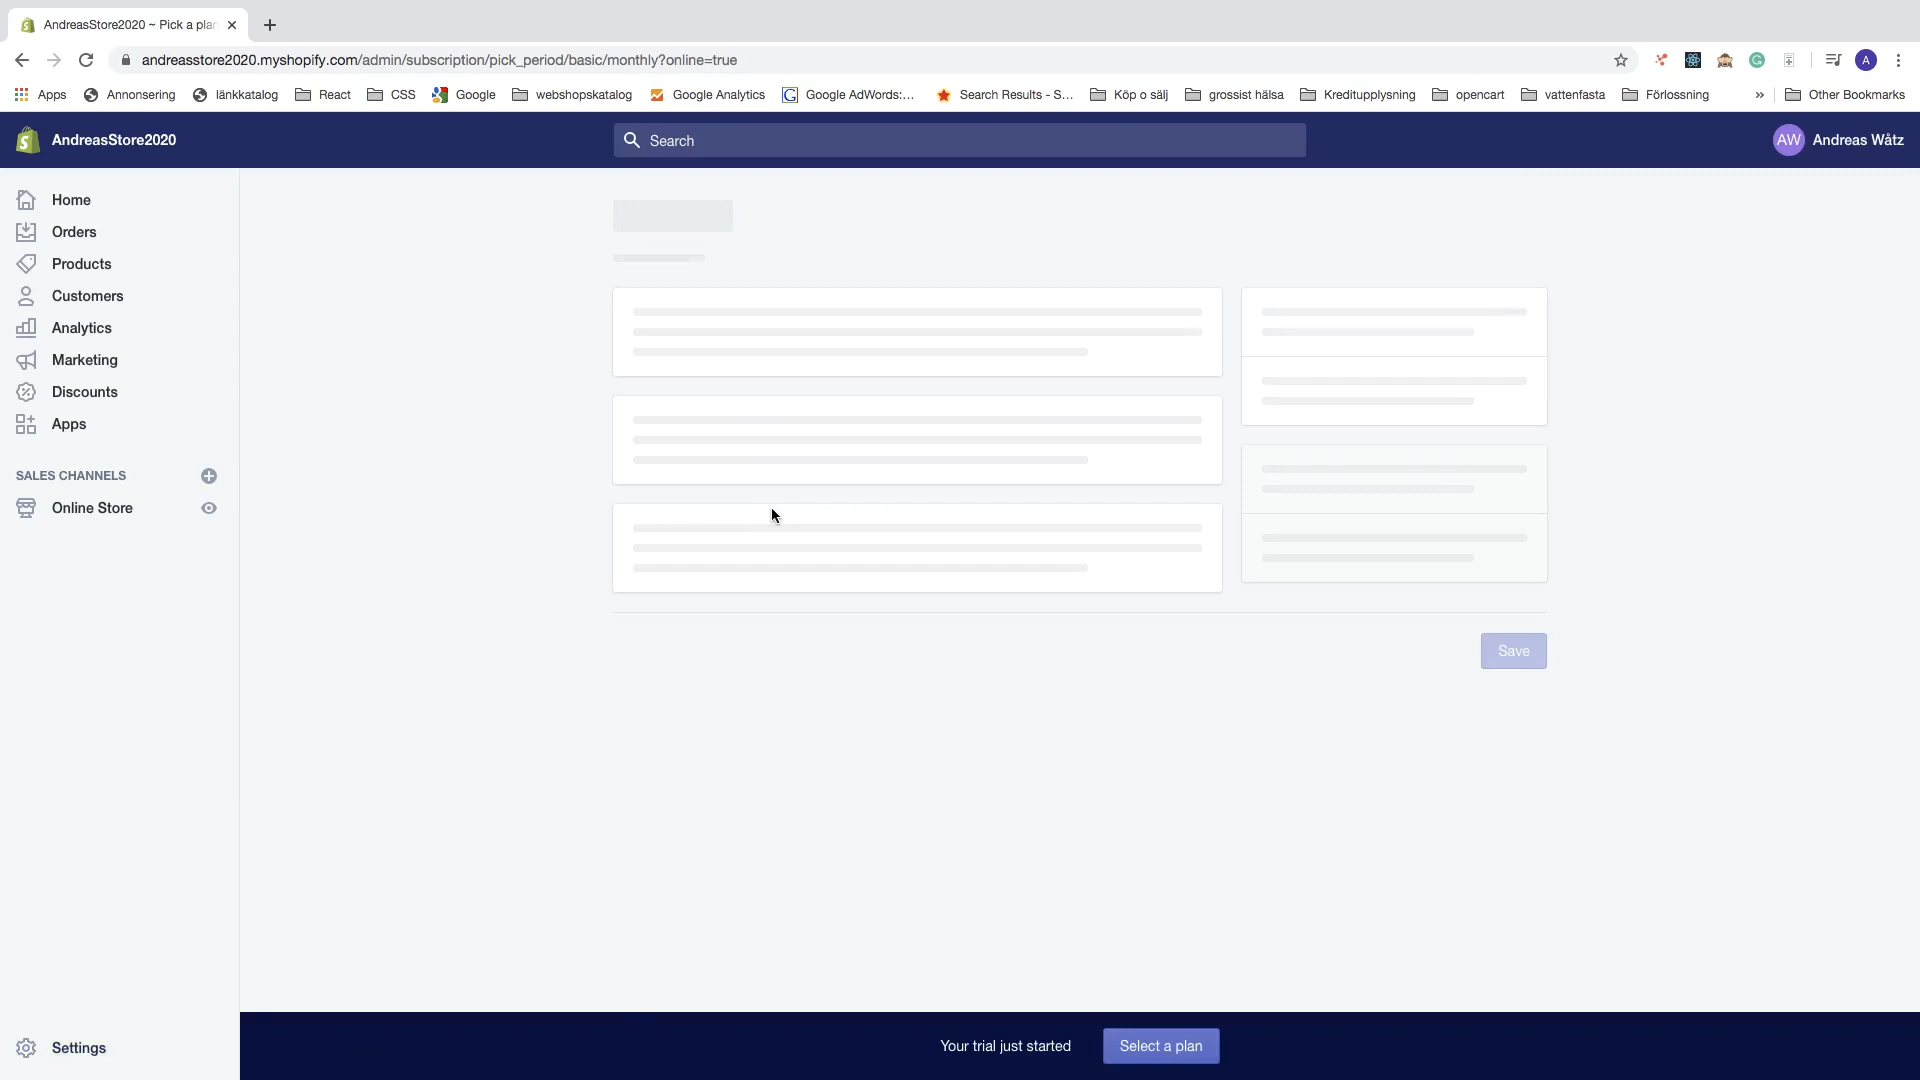 AndreasStore2020 ~ Pick a plan
andreasstore2020.myshopify.com/admin/subscription/pick_period/basic/monthly?online=true
A
Apps Annonsering länkkatalog React CSS Google webshopskatalog Google Analytics Google AdWords:... Search Results - S... Köp o sälj grossist hälsa Kreditupplysning opencart vattenfasta Förlossning » Other Bookmarks
AndreasStore2020
Search
AW Andreas Wåtz
Home
Orders
Products
Customers
Analytics
Marketing
Discounts
Apps
SALES CHANNELS
Online Store
Save
Settings
Your trial just started
Select a plan